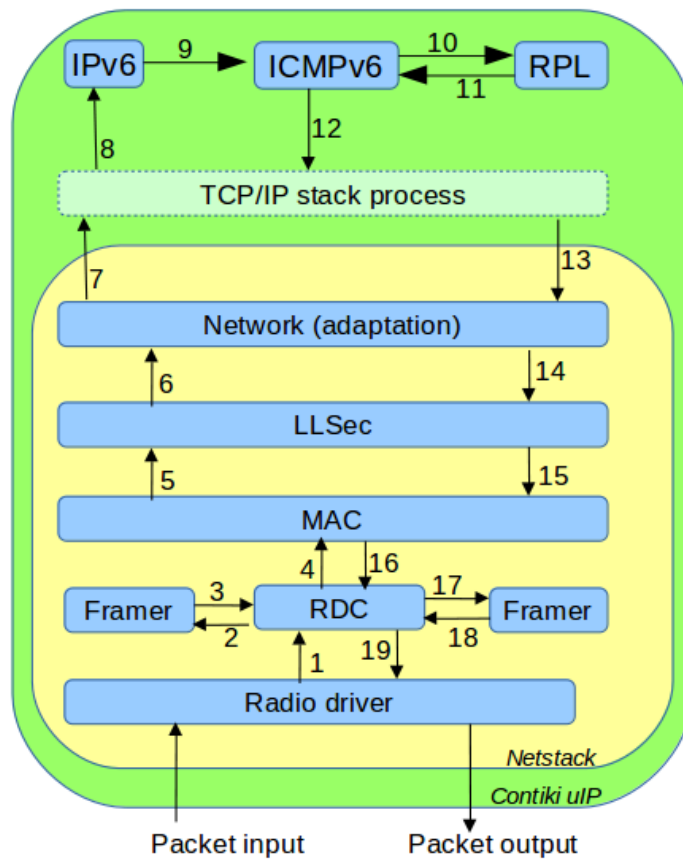 9
10
IPv6
ICMPv6
RPL
11
12
8
TCP/IP stack process
7
13
Network (adaptation)
6
14
LLSec
5
15
MAC
4
16
3
17
Framer
RDC
Framer
2
18
1
19
Radio driver
Netstack
Contiki uIP
Packet input
Packet output